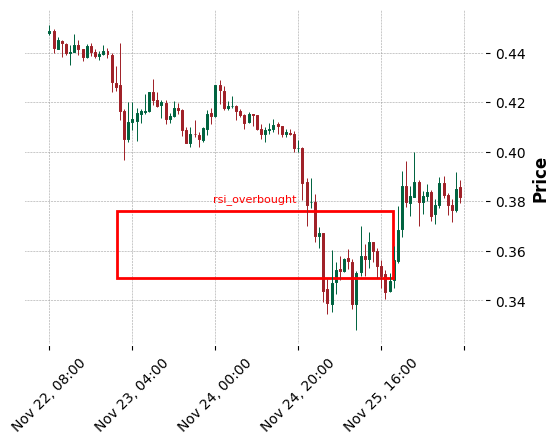 0.44
0.42
0.40
rsi_overbought
0.38
0.36
0.34
Price
Nov 22, 08:00
Nov 23, 04:00
Nov 24, 00:00
Nov 24, 20:00
Nov 25, 16:00